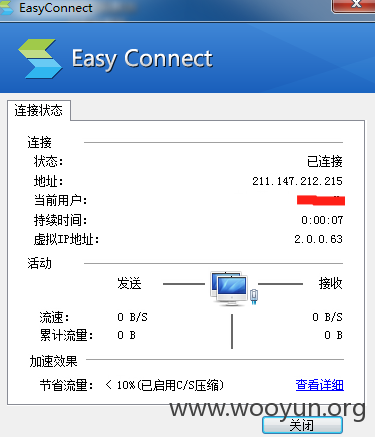 EasyConnect
Easy Connect
连接状态
连接
状态: 已连接
地址: 211.147.212.215
当前用户:
持续时间: 0:00:07
虚拟IP地址: 2.0.0.63
活动
发送 接收
流速: 0 B/S 0 B/S
累计流量: 0 B 0 B
加速效果
节省流量: < 10%(已启用C/S压缩) 查看详细
www.wooyun.org
关闭